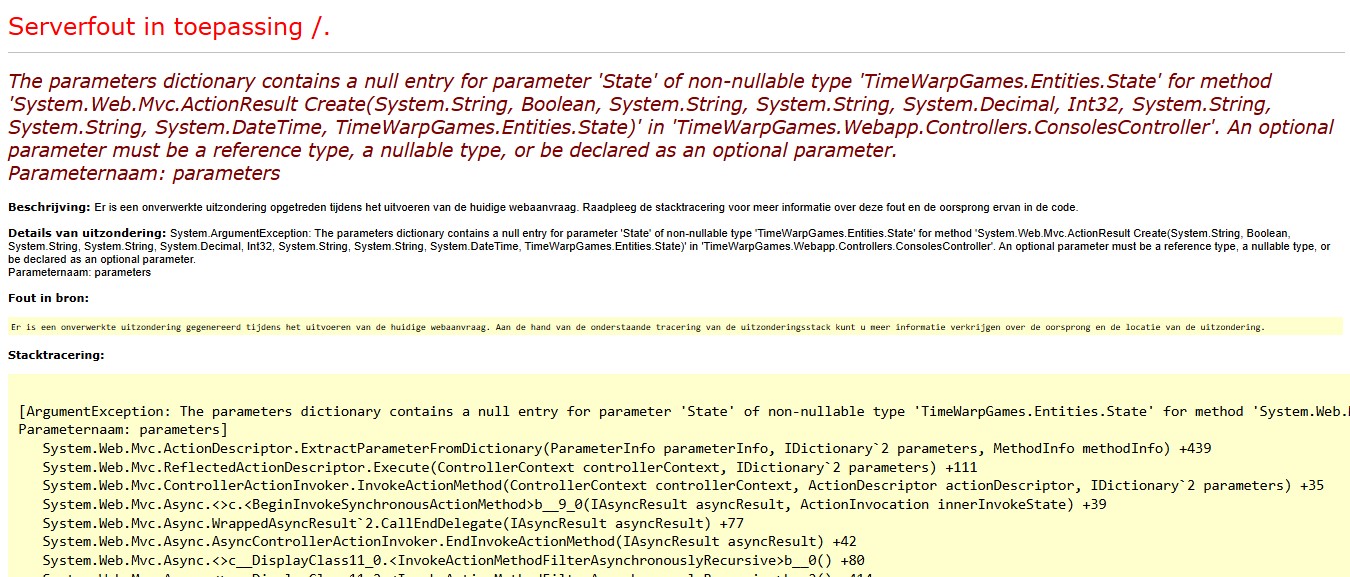 Serverfout in toepassing /.
The parameters dictionary contains a null entry for parameter 'State' of non-nullable type 'TimeWarpGames.Entities.State' for method
'System.Web.Mvc.ActionResult Create(System.String, Boolean, System.String, System.String, System.Decimal, Int32, System.String,
System.String, System.DateTime, TimeWarpGames.Entities.State)' in 'TimeWarpGames.Webapp.Controllers.ConsolesController'. An optional
parameter must be a reference type, a nullable type, or be declared as an optional parameter.
Parameternaam: parameters
Beschrijving: Er is een onverwerkte uitzondering opgetreden tijdens het uitvoeren van de huidige webaanvraag. Raadpleeg de stacktracering voor meer informatie over deze fout en de oorsprong ervan in de code.
Details van uitzondering: System.ArgumentException: The parameters dictionary contains a null entry for parameter 'State' of non-nullable type 'TimeWarpGames.Entities.State' for method 'System.Web.Mvc.ActionResult Create(System.String, Boolean,
System.String, System.String, System.Decimal, Int32, System.String, System.String, System.DateTime, TimeWarpGames.Entities.State)' in 'TimeWarpGames.Webapp.Controllers.ConsolesController'. An optional parameter must be a reference type, a nullable type, or
be declared as an optional parameter.
Parameternaam: parameters
Fout in bron:
Er is een onverwerkte uitzondering gegenereerd tijdens het uitvoeren van de huidige webaanvraag. Aan de hand van de onderstaande tracering van de uitzonderingsstack kunt u meer informatie verkrijgen over de oorsprong en de locatie van de uitzondering.
Stacktracering:
[ArgumentException: The parameters dictionary contains a null entry for parameter 'State' of non-nullable type 'TimeWarpGames.Entities.State' for method 'System.Web.
Parameternaam: parameters]
System.Web.Mvc.ActionDescriptor.ExtractParameterFromDictionary(ParameterInfo parameterInfo, IDictionary`2 parameters, MethodInfo methodInfo) +439
System.Web.Mvc.ReflectedActionDescriptor.Execute(ControllerContext controllerContext, IDictionary`2 parameters) +111
System.Web.Mvc.ControllerActionInvoker.InvokeActionMethod(ControllerContext controllerContext, ActionDescriptor actionDescriptor, IDictionary`2 parameters) +35
System.Web.Mvc.Async.<>c.<BeginInvokeSynchronousActionMethod>b__9_0(IAsyncResult asyncResult, ActionInvocation innerInvokeState) +39
System.Web.Mvc.Async.WrappedAsyncResult`2.CallEndDelegate(IAsyncResult asyncResult) +77
System.Web.Mvc.Async.AsyncControllerActionInvoker.EndInvokeActionMethod(IAsyncResult asyncResult) +42
System.Web.Mvc.Async.<>c__DisplayClass11_0.<InvokeActionMethodFilterAsynchronouslyRecursive>b__0() +80